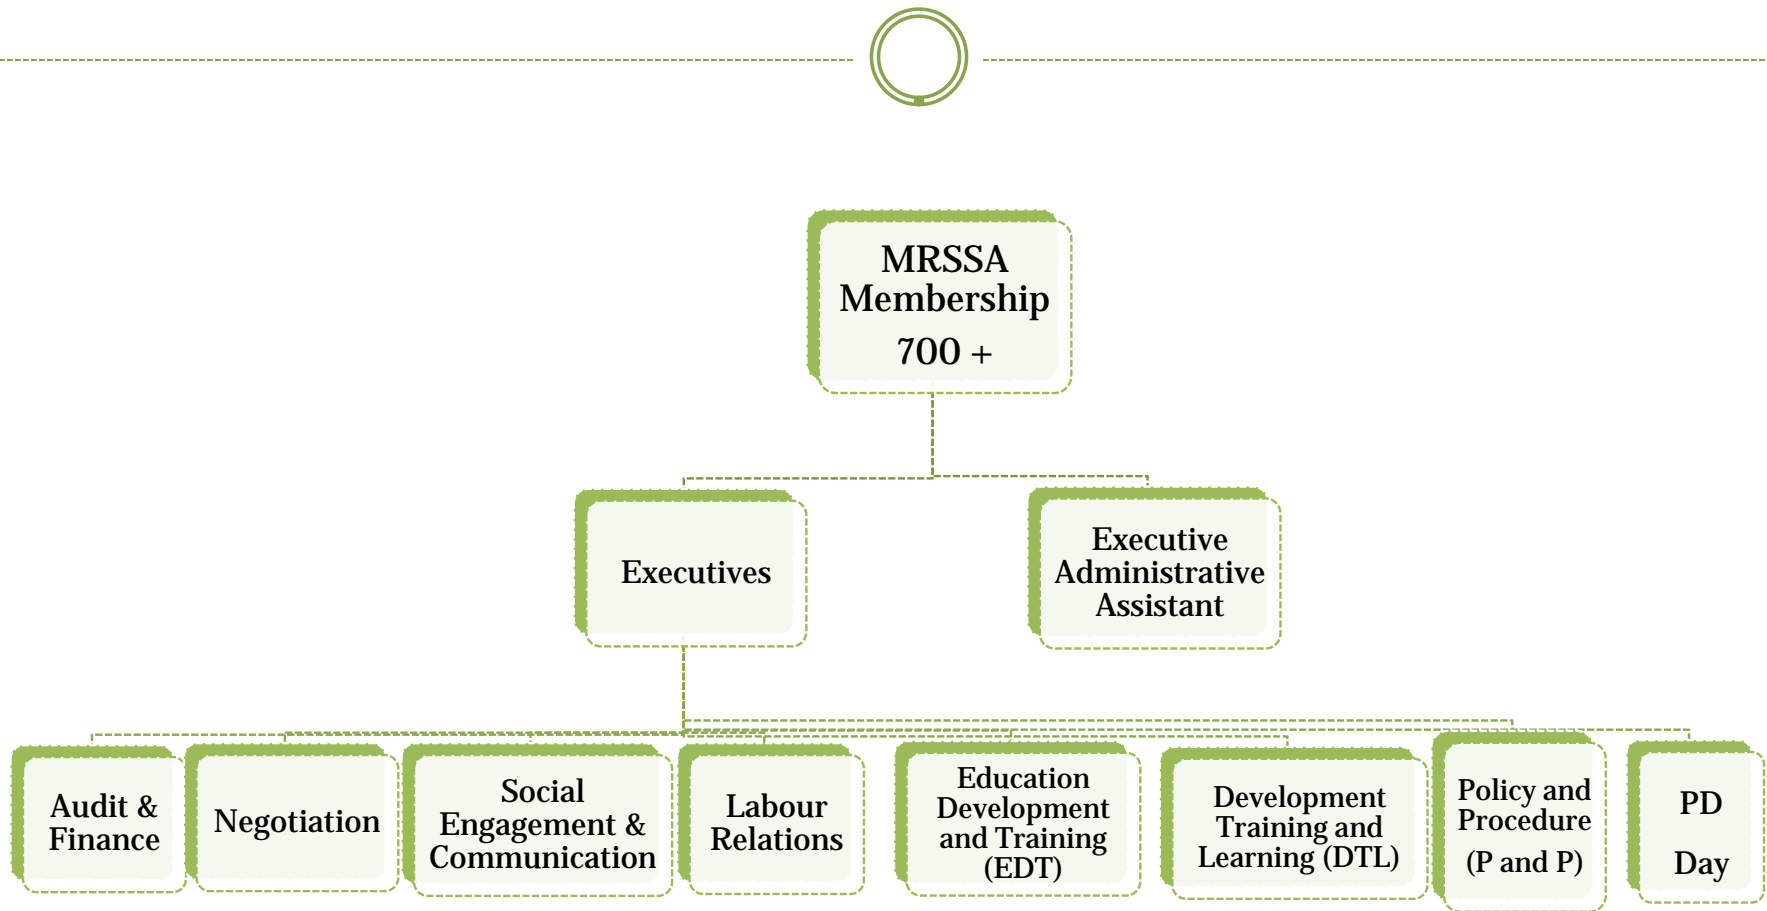 MRSSA
Membership
700 +
Executives
Executive
Administrative
Assistant
Audit &
Finance
Negotiation
Social
Engagement &
Communication
Labour
Relations
Education
Development
and Training
(EDT)
Development
Training and
Learning (DTL)
Policy and
Procedure
(P and P)
PD
Day